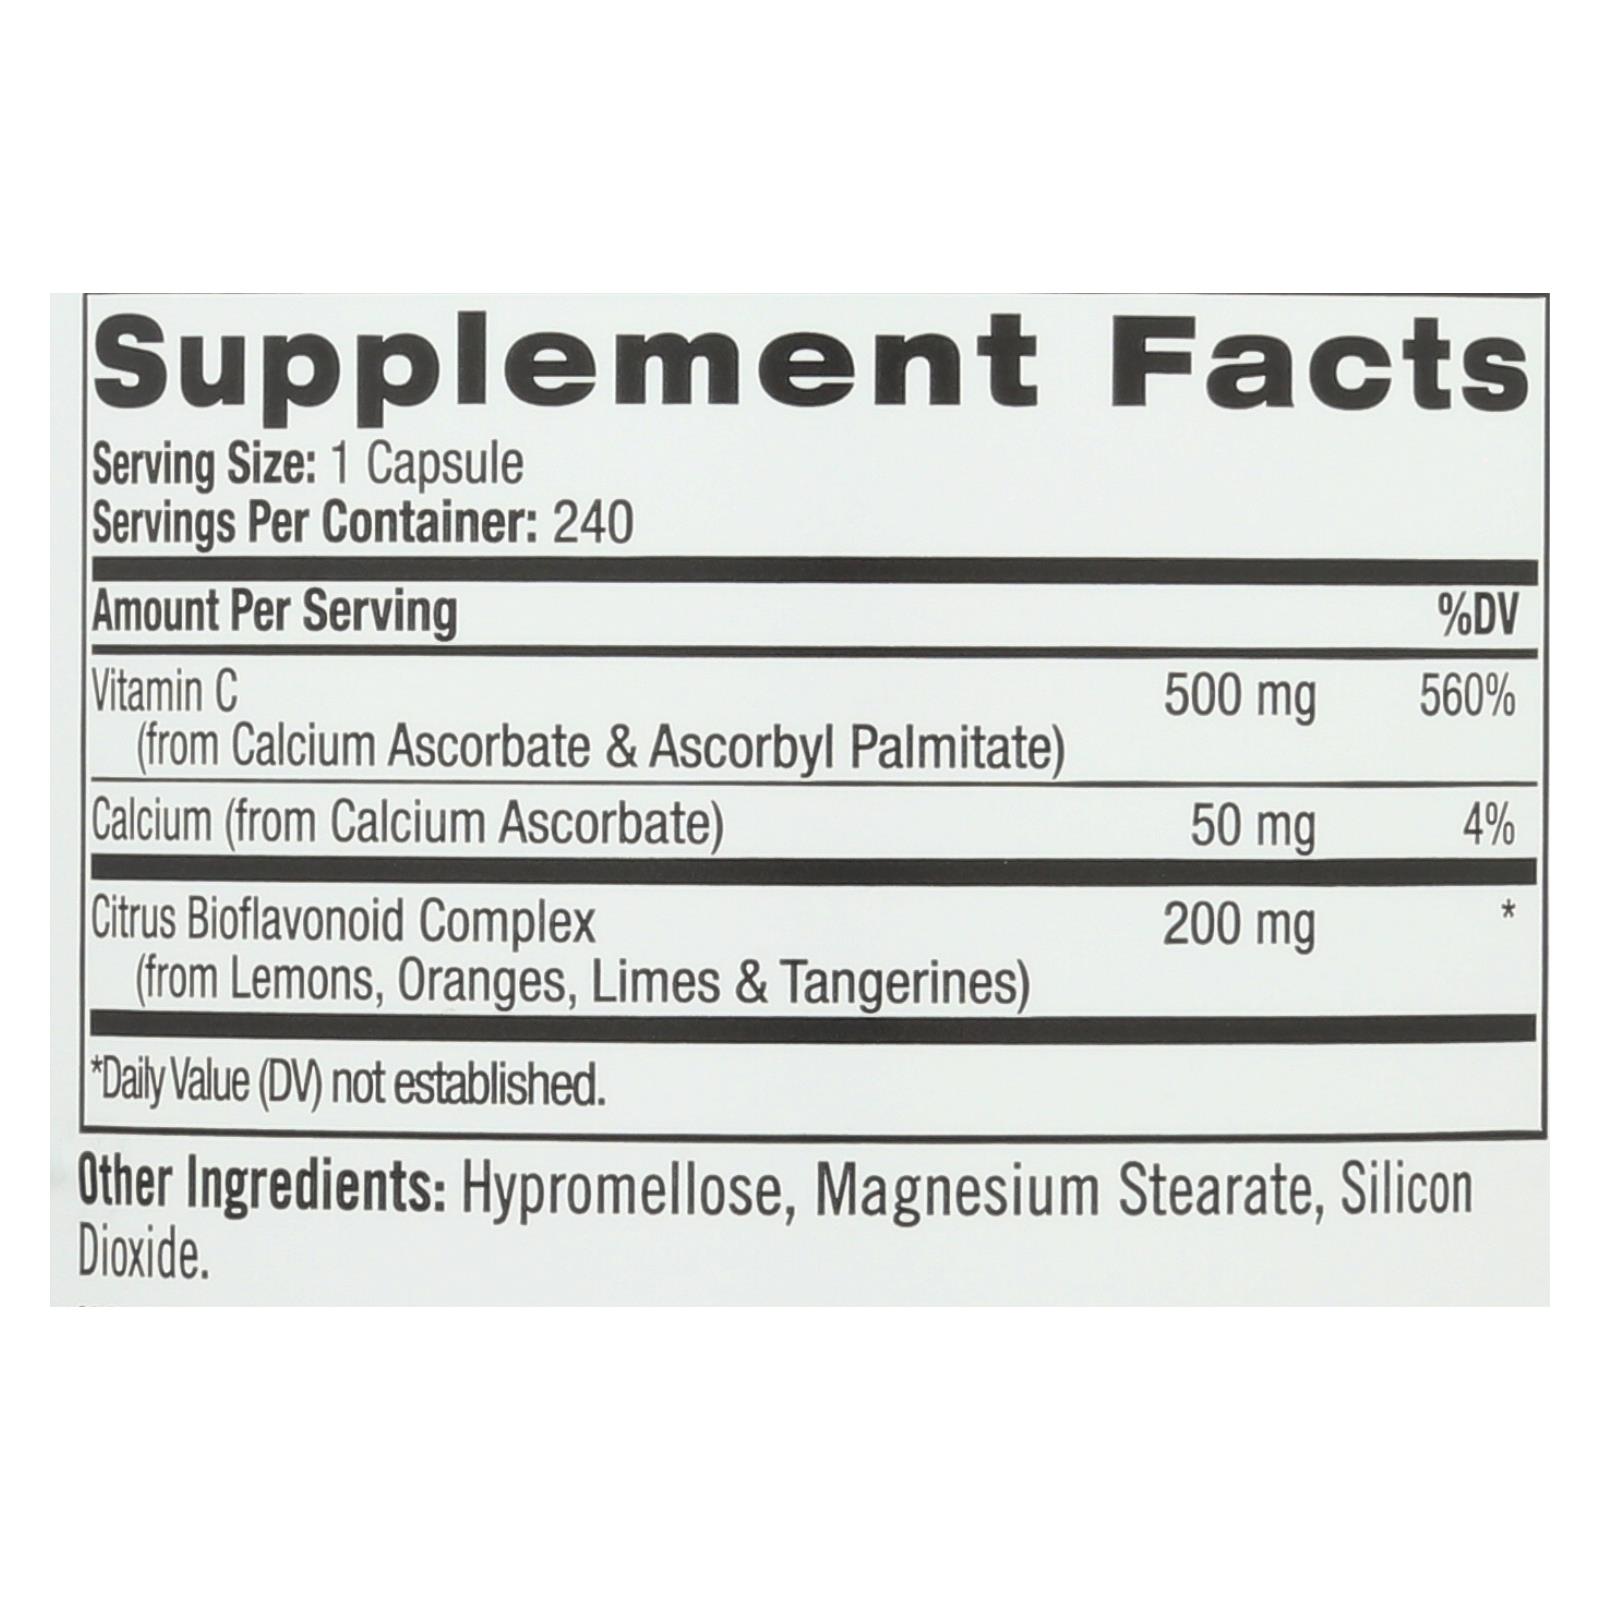 Supplement Facts
Serving Size: 1 Capsule
Servings Per Container: 240
Amount Per Serving %DV
Vitamin C 500 mg 560%
(from Calcium Ascorbate & Ascorbyl Palmitate)
Calcium (from Calcium Ascorbate) 50 mg 4%
Citrus Bioflavonoid Complex 200 mg *
(from Lemons, Oranges, Limes & Tangerines)
*Daily Value (DV) not established.
Other Ingredients: Hypromellose, Magnesium Stearate, Silicon
Dioxide.